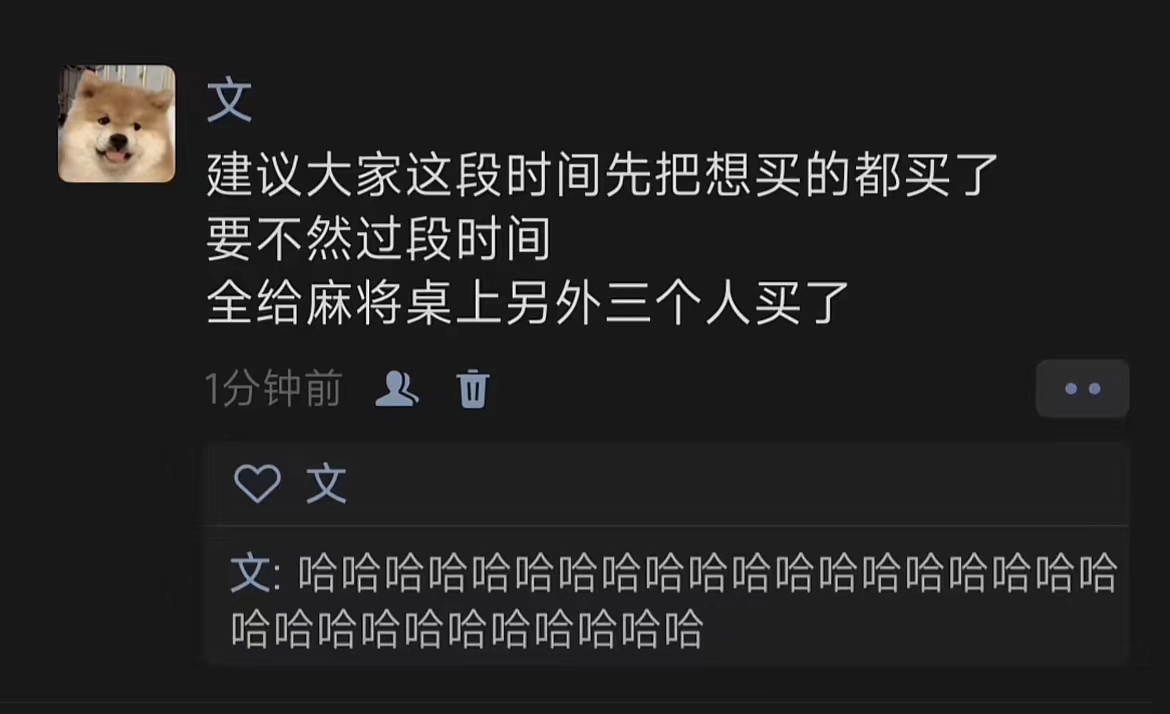 文
建议大家这段时间先把想买的都买了
要不然过段时间
全给麻将桌上另外三个人买了
1分钟前
文
文: 哈哈哈哈哈哈哈哈哈哈哈哈哈哈哈哈哈哈哈
哈哈哈哈哈哈哈哈哈哈哈